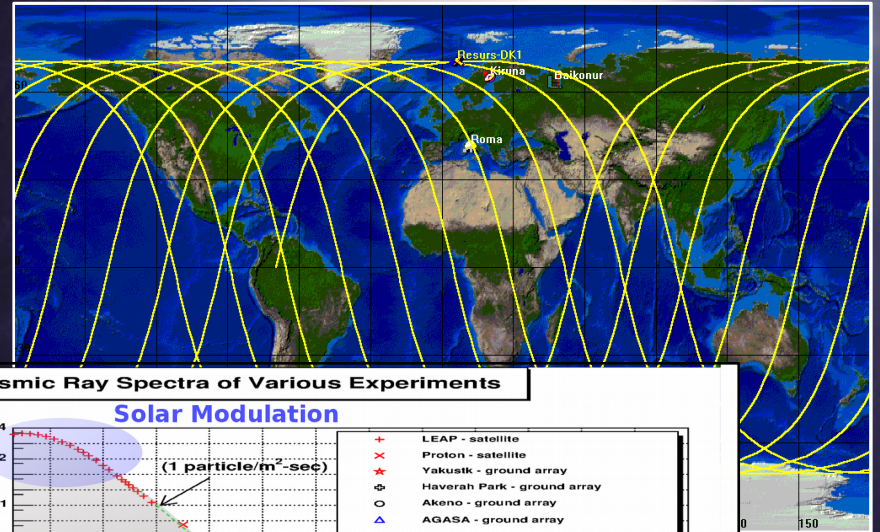 Resurs-DK1
Kiruna
Baikonur
60
Roma
0
smic Ray Spectra of Various Experiments
Solar Modulation
4
2
1
(1 particle/m²-sec)
LEAP - satellite
Proton - satellite
Yakustk - ground array
Haverah Park - ground array
Akeno - ground array
AGASA - ground array
0
150